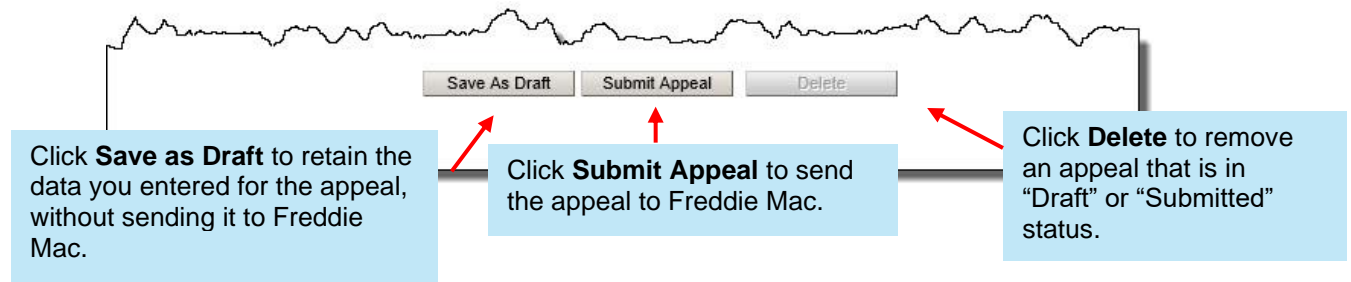 Save As Draft
Submit Appeal
Delete
Click Save as Draft to retain the
data you entered for the appeal,
without sending it to Freddie
Mac.
Click Submit Appeal to send
the appeal to Freddie Mac.
Click Delete to remove
an appeal that is in
“Draft” or “Submitted”
status.